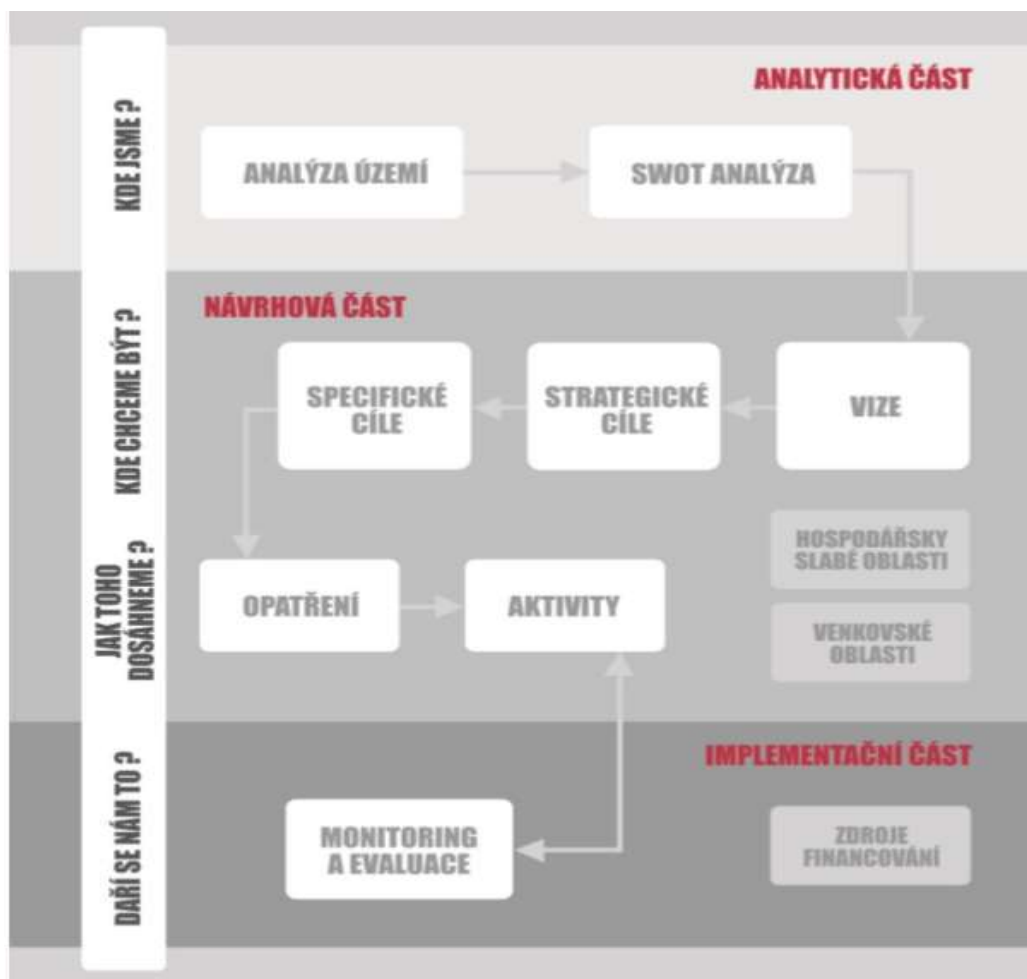 ANALYTICKÁ ČÁST
KDE JSME ?
ANALÝZA ÚZEMÍ
SWOT ANALÝZA
NÁVRHOVÁ ČÁST
KDE CHCEME BÝT ?
SPECIFICKÉ
CÍLE
STRATEGICKÉ
CÍLE
VIZE
HOSPODÁŘSKY
SLABÉ OBLASTI
JAK TOHO
DOSÁHNEME ?
OPATŘENÍ
AKTIVITY
VENKOVSKÉ
OBLASTI
IMPLEMENTAČNÍ ČÁST
DAŘÍ SE NÁM TO ?
MONITORING
A EVALUACE
ZDROJE
FINANCOVÁNÍ